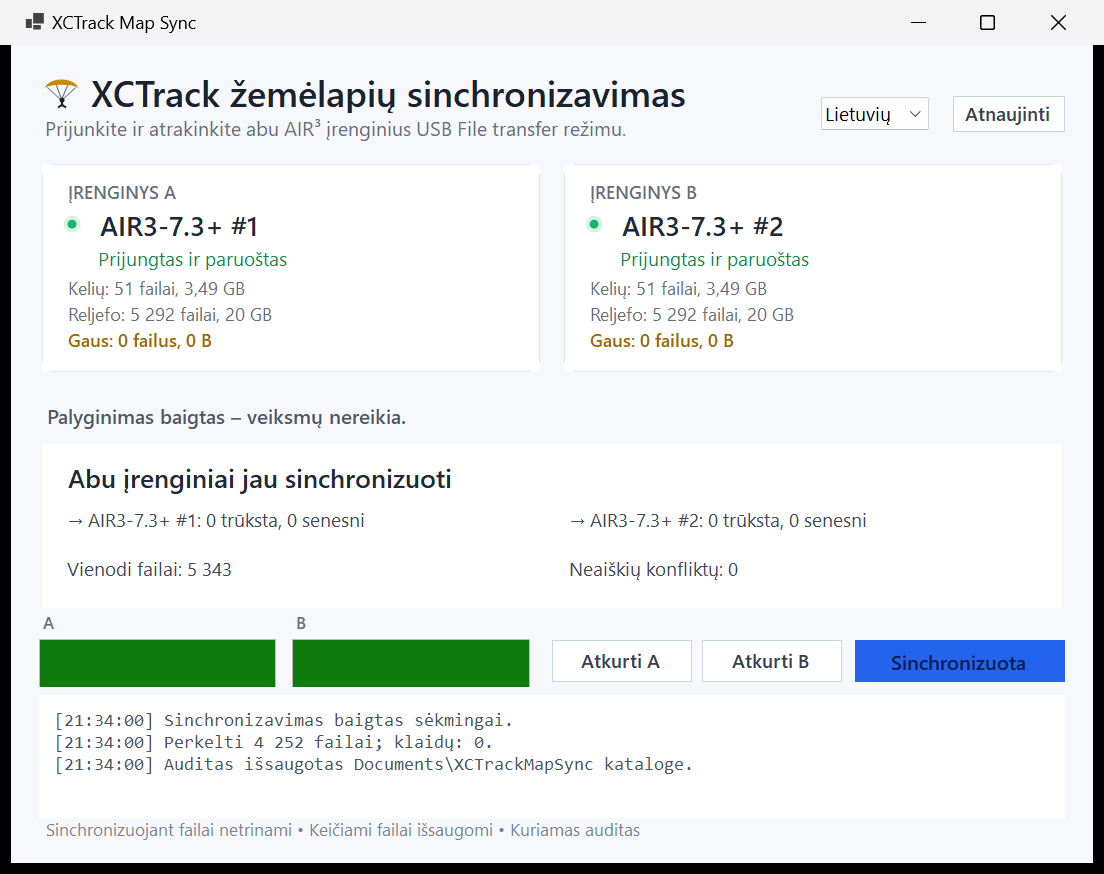 XCTrack Map Sync
XCTrack žemėlapių sinchronizavimas
Prijunkite ir atrakinkite abu AIR³ įrenginius USB File transfer režimu.
Lietuvių
Atnaujinti
ĮRENGINYS A
AIR3-7.3+ #1
Prijungtas ir paruoštas
Kelių: 51 failai, 3,49 GB
Reljefo: 5 292 failai, 20 GB
Gaus: 0 failus, 0 B
ĮRENGINYS B
AIR3-7.3+ #2
Prijungtas ir paruoštas
Kelių: 51 failai, 3,49 GB
Reljefo: 5 292 failai, 20 GB
Gaus: 0 failus, 0 B
Palyginimas baigtas – veiksmų nereikia.
Abu įrenginiai jau sinchronizuoti
→ AIR3-7.3+ #1: 0 trūksta, 0 senesni
→ AIR3-7.3+ #2: 0 trūksta, 0 senesni
Vienodi failai: 5 343
Neaiškių konfliktų: 0
A
B
Atkurti A
Atkurti B
Sinchronizuota
[21:34:00] Sinchronizavimas baigtas sėkmingai.
[21:34:00] Perkelti 4 252 failai; klaidų: 0.
[21:34:00] Auditas išsaugotas Documents\XCTrackMapSync kataloge.
Sinchronizuojant failai netrinami • Keičiami failai išsaugomi • Kuriamas auditas